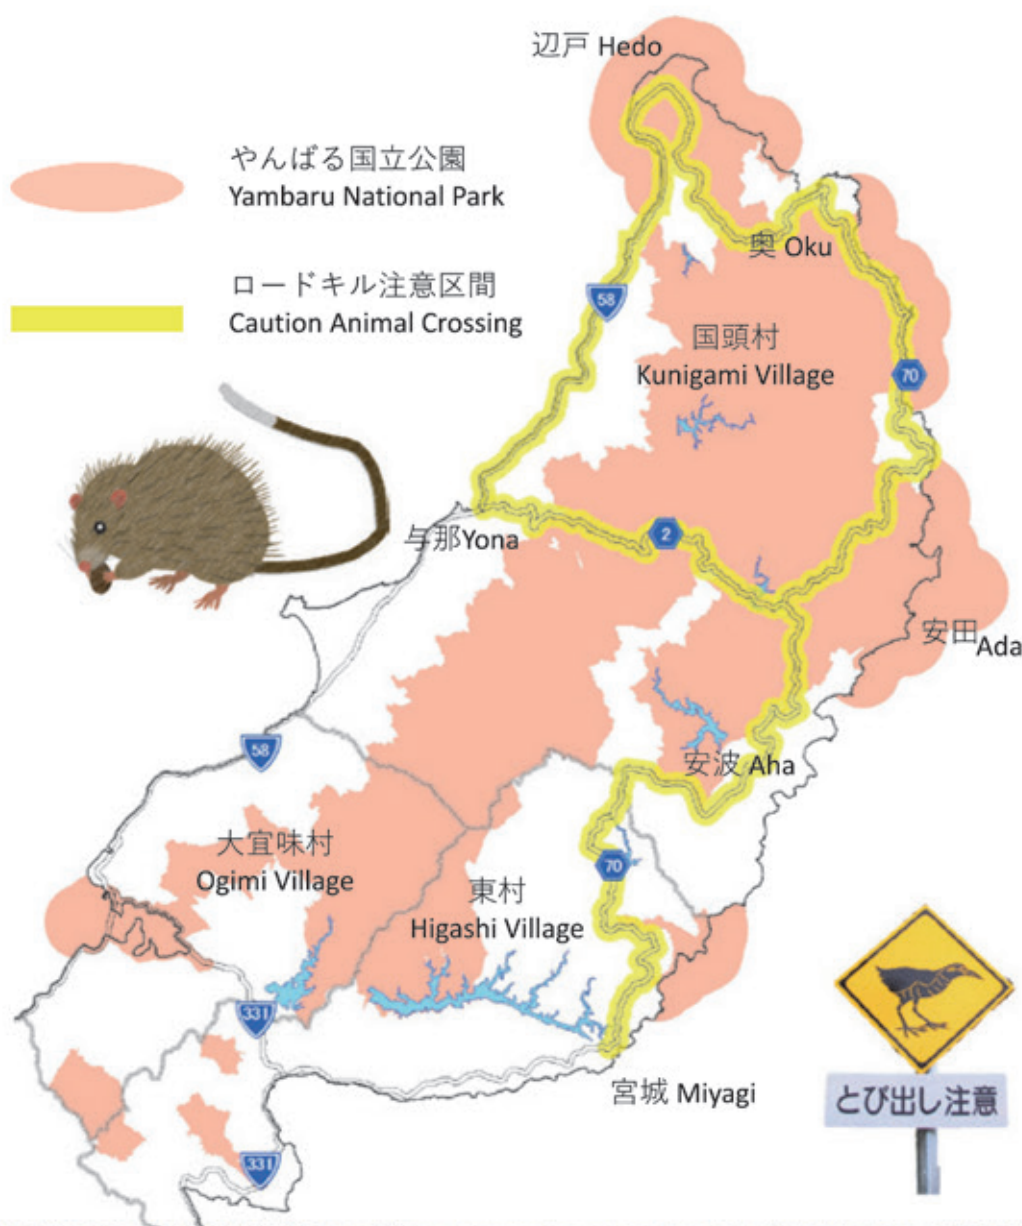 辺戸 Hedo
やんばる国立公園
Yambaru National Park
奥 Oku
ロードキル注意区間
Caution Animal Crossing
58
国頭村
Kunigami Village
70
与那Yona
2
安田Ada
58
安波 Aha
大宜味村
Ogimi Village
70
東村
Higashi Village
331
宮城 Miyagi
とび出し注意
331